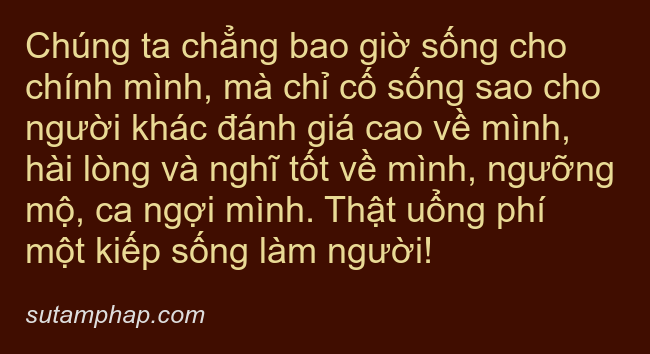 Chúng ta chẳng bao giờ sống cho
chính mình, mà chỉ cố sống sao cho
người khác đánh giá cao về mình,
hài lòng và nghĩ tốt về mình, ngưỡng
mộ, ca ngợi mình. Thật uổng phí
một kiếp sống làm người!
sutamphap.com